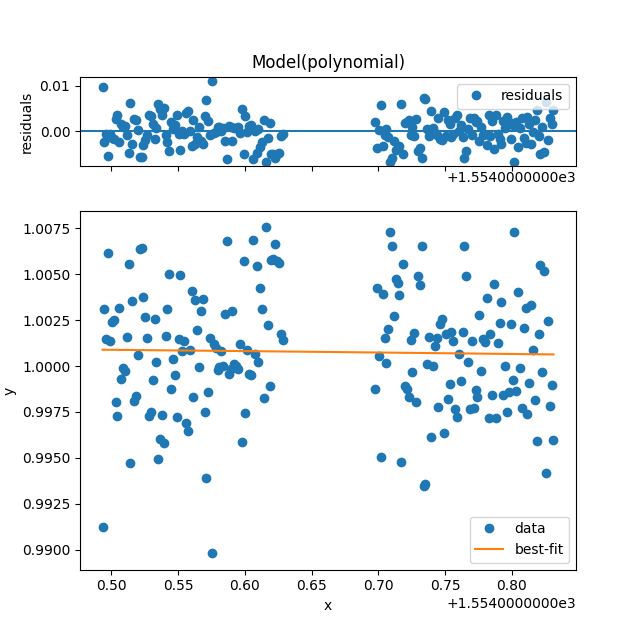 Model(polynomial)
0.01
0.00
residuals
residuals
+1.5540000000e3
1.0075
1.0050
1.0025
1.0000
0.9975
0.9950
0.9925
0.9900
y
data
best-fit
0.50 0.55 0.60 0.65 0.70 0.75 0.80
+1.5540000000e3
x